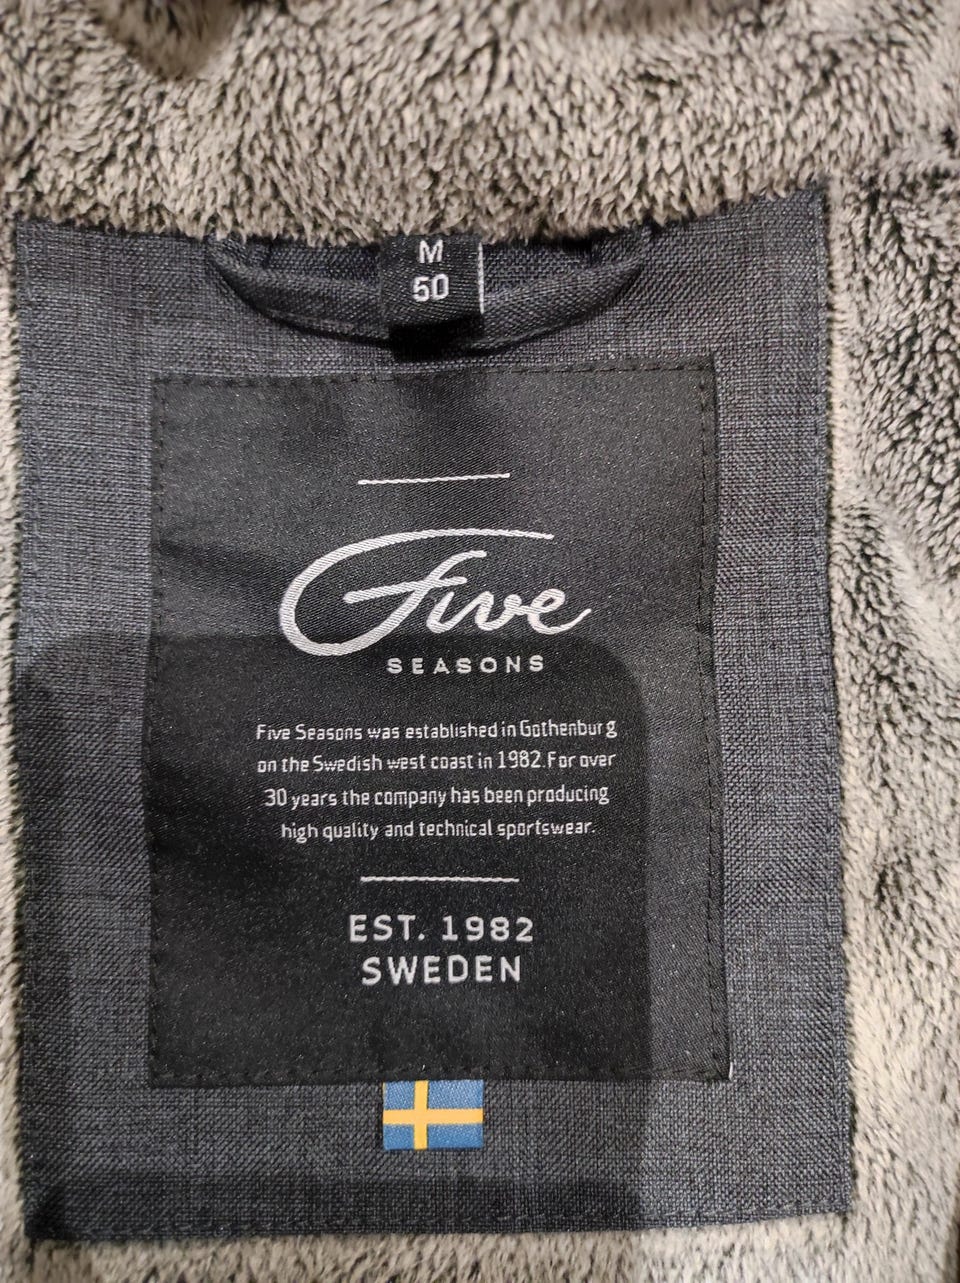 M
50
Five
SEASONS
Five Seasons was established in Gothenburg
on the Swedish west coast in 1982. For over
30 years the company has been producing
high quality and technical sportswear.
EST. 1982
SWEDEN